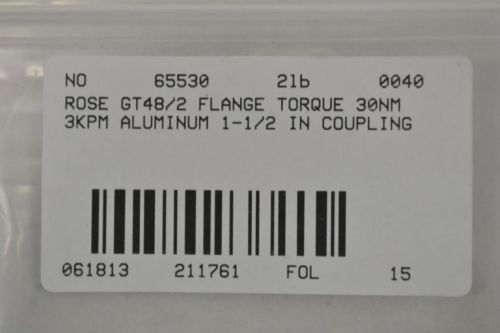 NO 65530 2lb 0040
ROSE GT48/2 FLANGE TORQUE 30NM
3KPM ALUMINUM 1-1/2 IN COUPLING
061813 211761 FOL 15